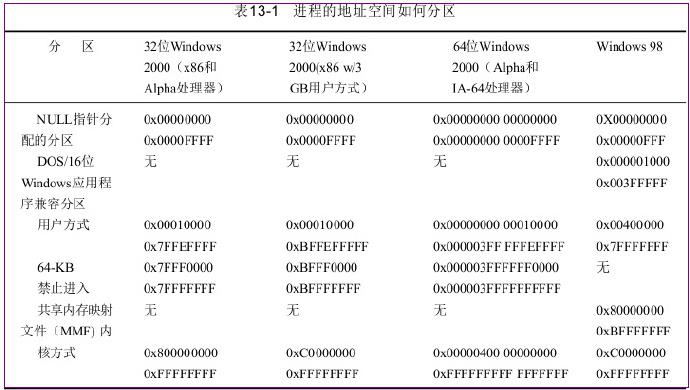 表13-1 进程的地址空间如何分区
分 区 32位Windows 32位Windows 64位Windows Windows 98
2000（x86和 2000(x86 w/3 2000（Alpha和
Alpha处理器） GB用户方式） IA-64处理器）
NULL指针分 0x00000000 0x00000000 0x00000000 00000000 0X00000000
配的分区 0x0000FFFF 0x0000FFFF 0x00000000 0000FFFF 0x00000FFF
DOS/16位 无 无 无 0x000001000
Windows应用程 0x003FFFFF
序兼容分区
用户方式 0x00010000 0x00010000 0x00000000 00010000 0x00400000
0x7FFEFFFF 0xBFFEFFFFF 0x000003FF FFFEFFFF 0x7FFFFFFF
64-KB 0x7FFF0000 0xBFFF0000 0x000003FFFFFF0000 无
禁止进入 0x7FFFFFFF 0xBFFFFFFF 0x000003FFFFFFFFFF
共享内存映射 无 无 无 0x80000000
文件（MMF) 内 0xBFFFFFFF
核方式 0x800000000 0xC0000000 0x00000400 00000000 0xC0000000
0xFFFFFFFF 0xFFFFFFFF 0xFFFFFFFFF FFFFFFF 0xFFFFFFFF